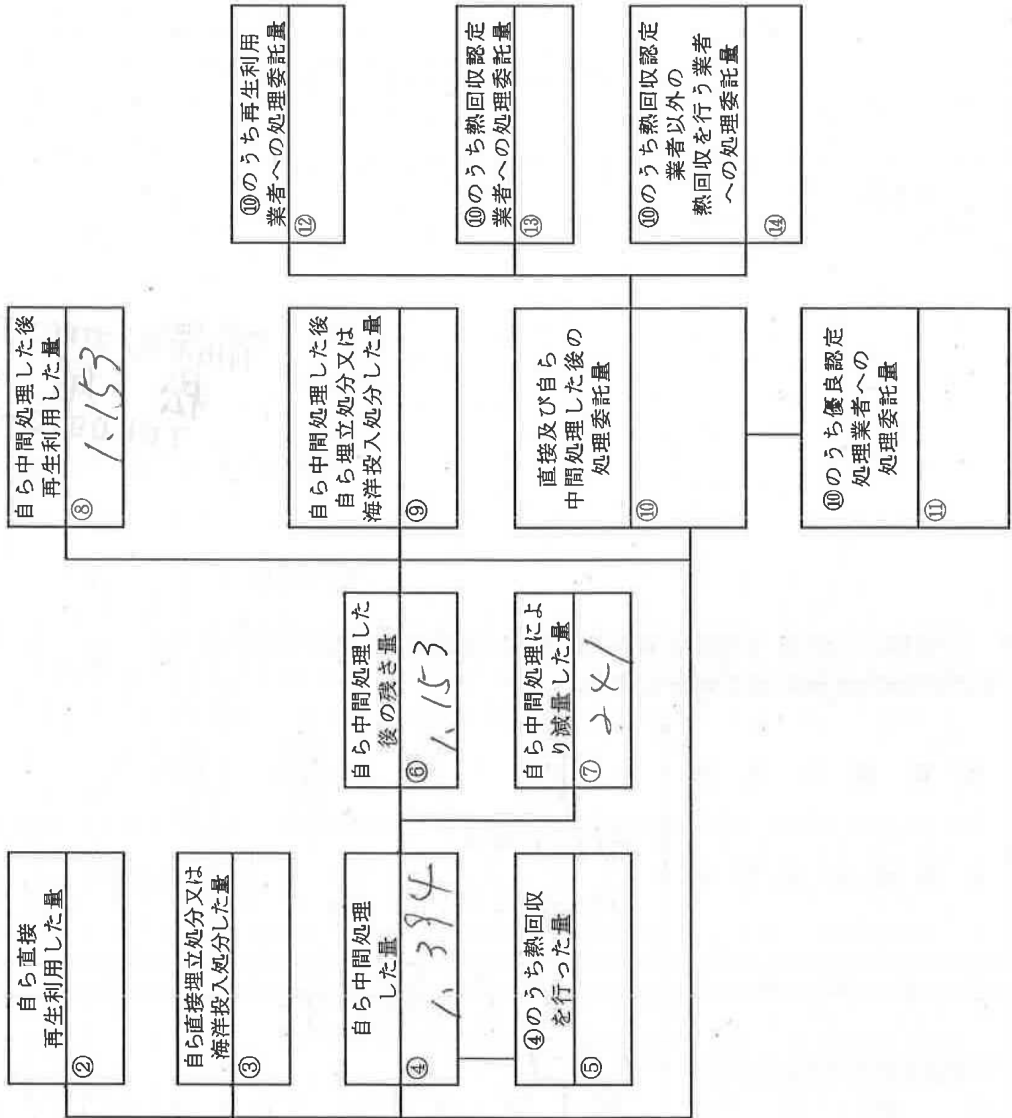 自ら直接
再生利用した量
②
自ら直接埋立処分又は
海洋投入処分した量
③
自ら中間処理
した量
④
1,394
④のうち熱回収
を行った量
⑤
自ら中間処理した
後の残さ量
⑥
1,153
自ら中間処理によ
り減量した量
⑦
241
自ら中間処理した後
再生利用した量
⑧
1,153
自ら中間処理した後
自ら埋立処分又は
海洋投入処分した量
⑨
直接及び自ら
中間処理した後の
処理委託量
⑩
⑩のうち優良認定
処理業者への
処理委託量
⑪
⑩のうち再生利用
業者への処理委託量
⑫
⑩のうち熱回収認定
業者への処理委託量
⑬
⑩のうち熱回収認定
業者以外の
熱回収を行う業者
への処理委託量
⑭